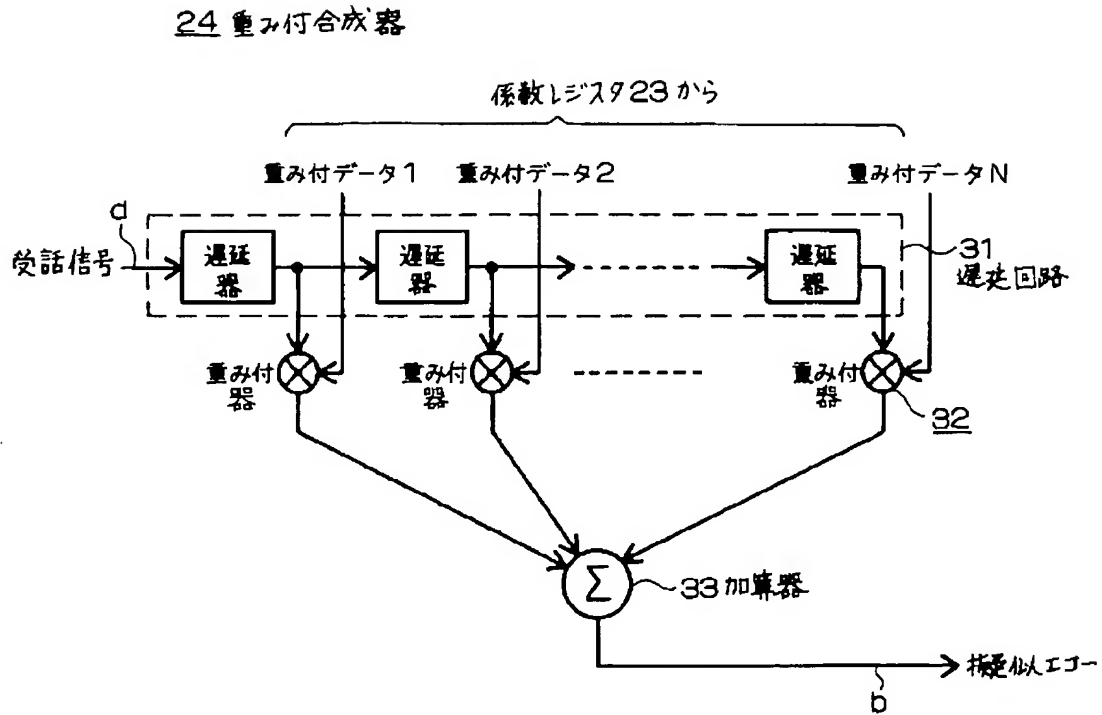 24 重み付合成器
係数レジスタ23から
重み付データ1 重み付データ2 重み付データN
d
受話信号
遅延器
遅延器
遅延器
31
遅延回路
重み付器
重み付器
重み付器
32
Σ
33加算器
擬似エコー
b